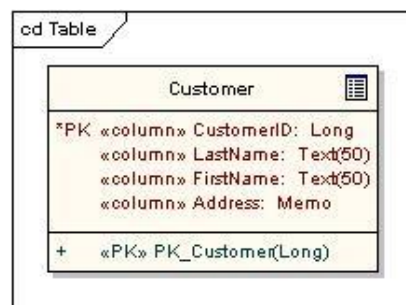 cd Table
Customer
*PK «column» CustomerID: Long
«column» LastName: Text(50)
«column» FirstName: Text(50)
«column» Address: Memo
+ «PK» PK_Customer(Long)